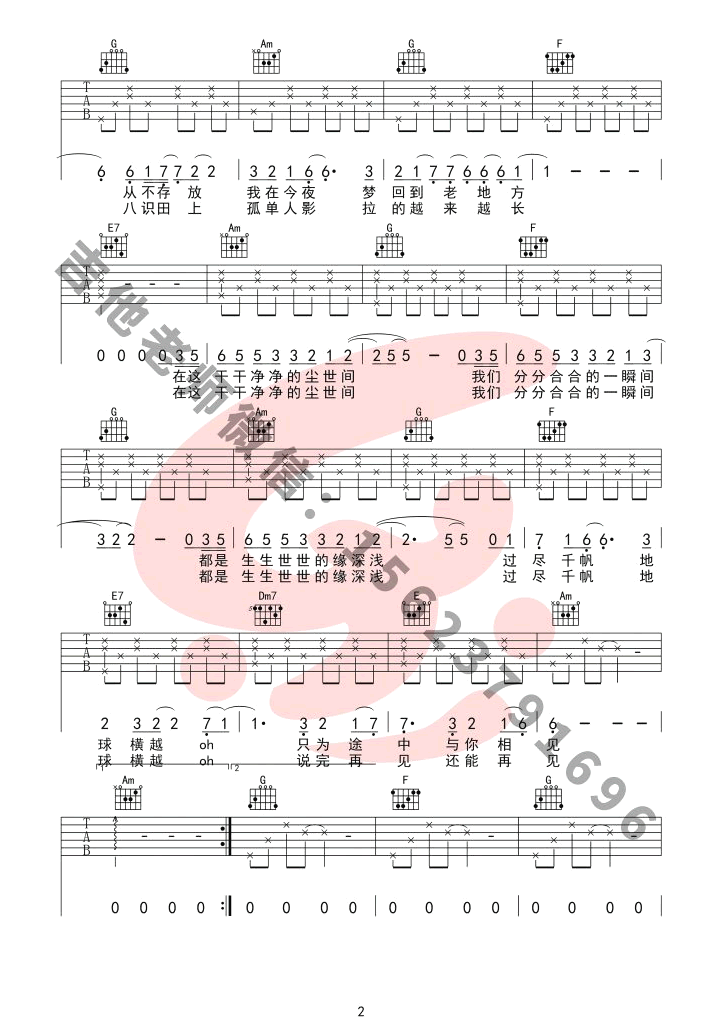 G Am G F
T
A
B
6 6 1 7 7 2 2 3 2 1 6 6· 3 2 1 7 7 6 6 6 1 1 − − −
从不存 放 我在今夜 梦 回到 老 地 方
八识田 上 孤单人影 拉 的越 来 越 长
E7 Am G F
T
A
B
0 0 0 0 3 5 6 5 5 3 3 2 1 2 2 5 5 − 0 3 5 6 5 5 3 3 2 1 3
在这 干干净净的尘世间 我们 分分合合的一瞬间
在这 干干净净的尘世间 我们 分分合合的一瞬间
G Am G F
T
A
B
3 2 2 − 0 3 5 6 5 5 3 3 2 1 2 2· 5 5 0 1 7 1 6 6· 3
都是 生生世世的缘深浅 过 尽 千帆 地
都是 生生世世的缘深浅 过 尽 千帆 地
E7 Dm7 E Am
5
T
A
B
2 3 2 2 7 1 1· 3 2 1 7 7· 3 2 1 6 6 − − −
球 横越 oh 只为 途 中 与你 相 见
球 横越 oh 说完 再 见 还能 再 见
1 2
Am G F G
T
A
B
0 0 0 0 :‖ 0 0 0 0 0 0 0 0 0 0 0 0
吉他老师微信：15623791696
2